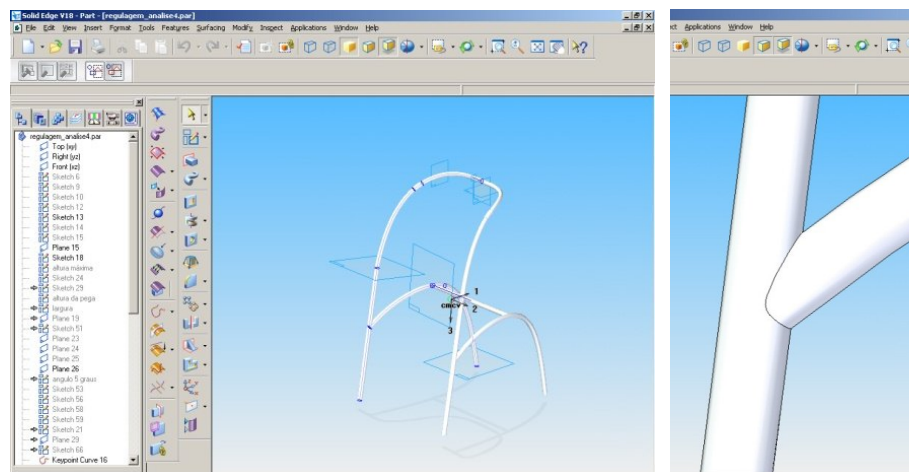 Solid Edge V18 - Part - [regulagem_analise4.par]
File Edit View Insert Format Tools Features Surfacing Modify Inspect Applications Window Help
regulagem_analise4.par
Top (xy)
Right (yz)
Front (xz)
Sketch 6
Sketch 9
Sketch 10
Sketch 12
Sketch 13
Sketch 14
Sketch 15
Plane 15
Sketch 18
altura máxima
Sketch 24
Sketch 29
altura da pega
largura
Plane 19
Sketch 51
Plane 23
Plane 24
Plane 25
Plane 26
angulo 5 graus
Sketch 53
Sketch 56
Sketch 58
Sketch 59
Sketch 21
Plane 29
Sketch 66
Keypoint Curve 16
1
cmcv 2
3
ct Applications Window Help